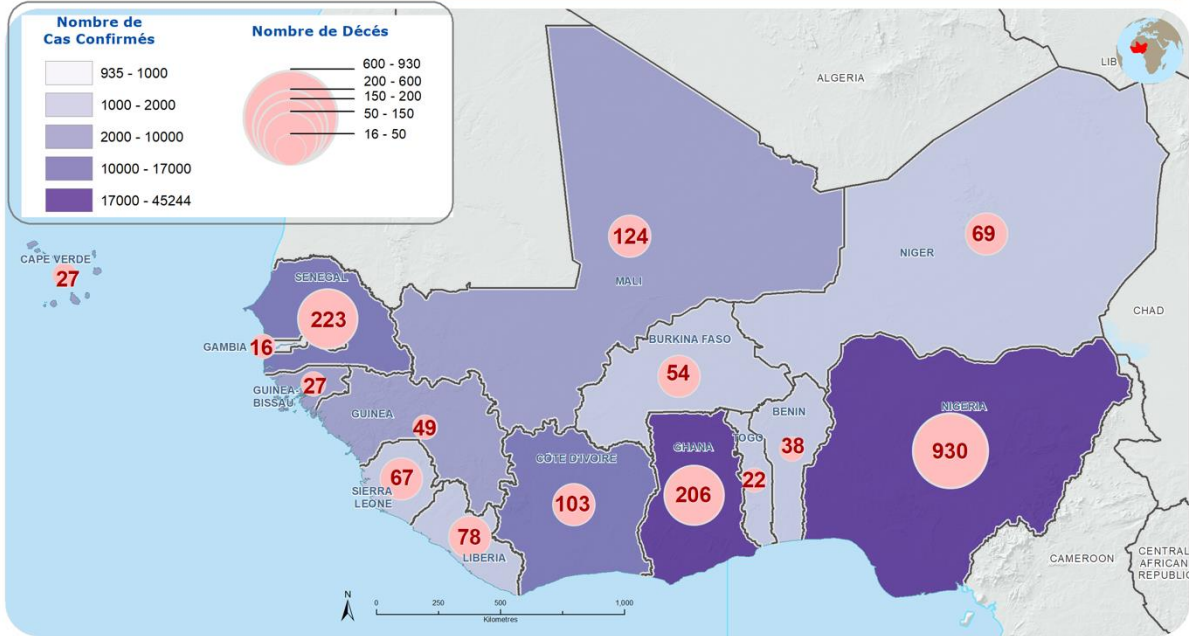 Nombre de
Cas Confirmés
935 - 1000
1000 - 2000
2000 - 10000
10000 - 17000
17000 - 45244
Nombre de Décés
600 - 930
200 - 600
150 - 200
50 - 150
16 - 50
LIB
ALGERIA
CAPE VERDE
27
SENEGAL
223
GAMBIA
16
GUINEA-
BISSAU
27
GUINEA
49
SIERRA
LEONE
67
LIBERIA
78
MALI
124
BURKINA FASO
54
CÔTE D'IVOIRE
103
GHANA
206
TOGO
22
BENIN
38
NIGER
69
NIGERIA
930
CHAD
CAMEROON
CENTRAL
AFRICAN
REPUBLIC
N
0 250 500 1,000
Kilometres